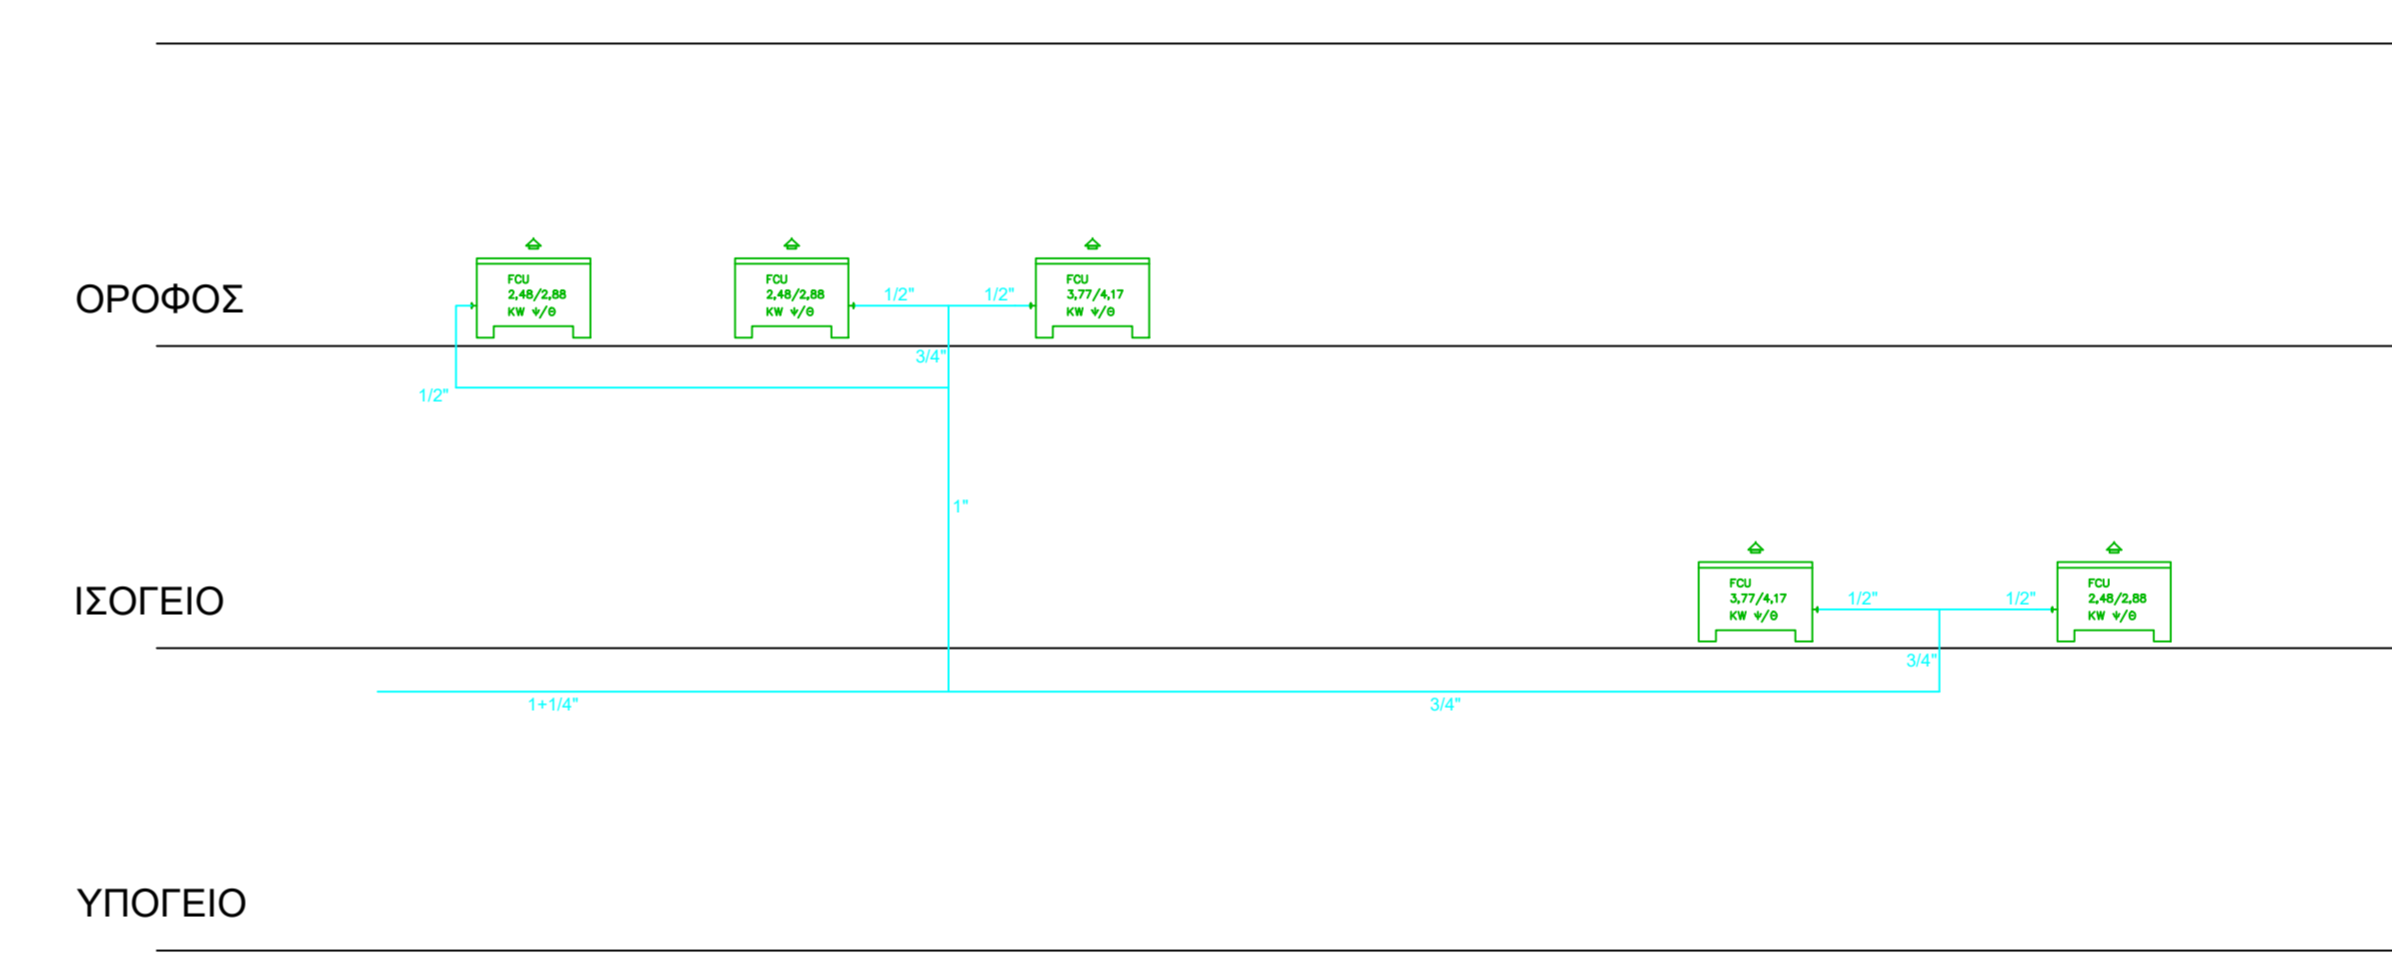 FCU
2,48/2,88
KW Ψ/Θ
FCU
2,48/2,88
KW Ψ/Θ
1/2"
1/2"
FCU
3,77/4,17
KW Ψ/Θ
ΟΡΟΦΟΣ
3/4"
1/2"
1"
FCU
3,77/4,17
KW Ψ/Θ
1/2"
1/2"
FCU
2,48/2,88
KW Ψ/Θ
ΙΣΟΓΕΙΟ
3/4"
1+1/4"
3/4"
ΥΠΟΓΕΙΟ